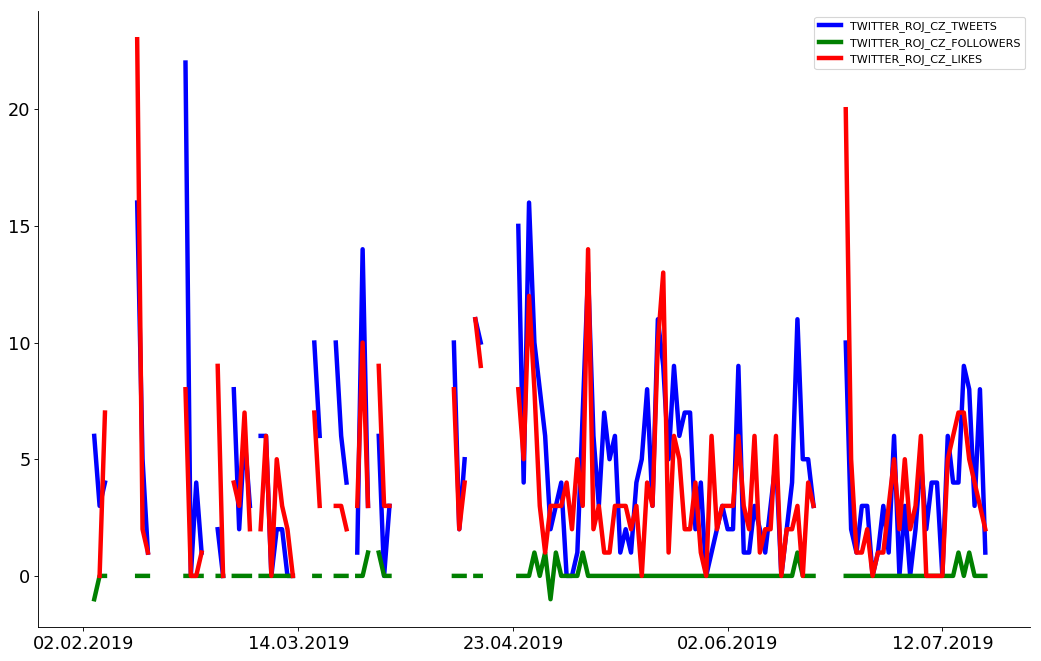 TWITTER_ROJ_CZ_TWEETS
TWITTER_ROJ_CZ_FOLLOWERS
TWITTER_ROJ_CZ_LIKES
20
15
10
5
0
02.02.2019 14.03.2019 23.04.2019 02.06.2019 12.07.2019